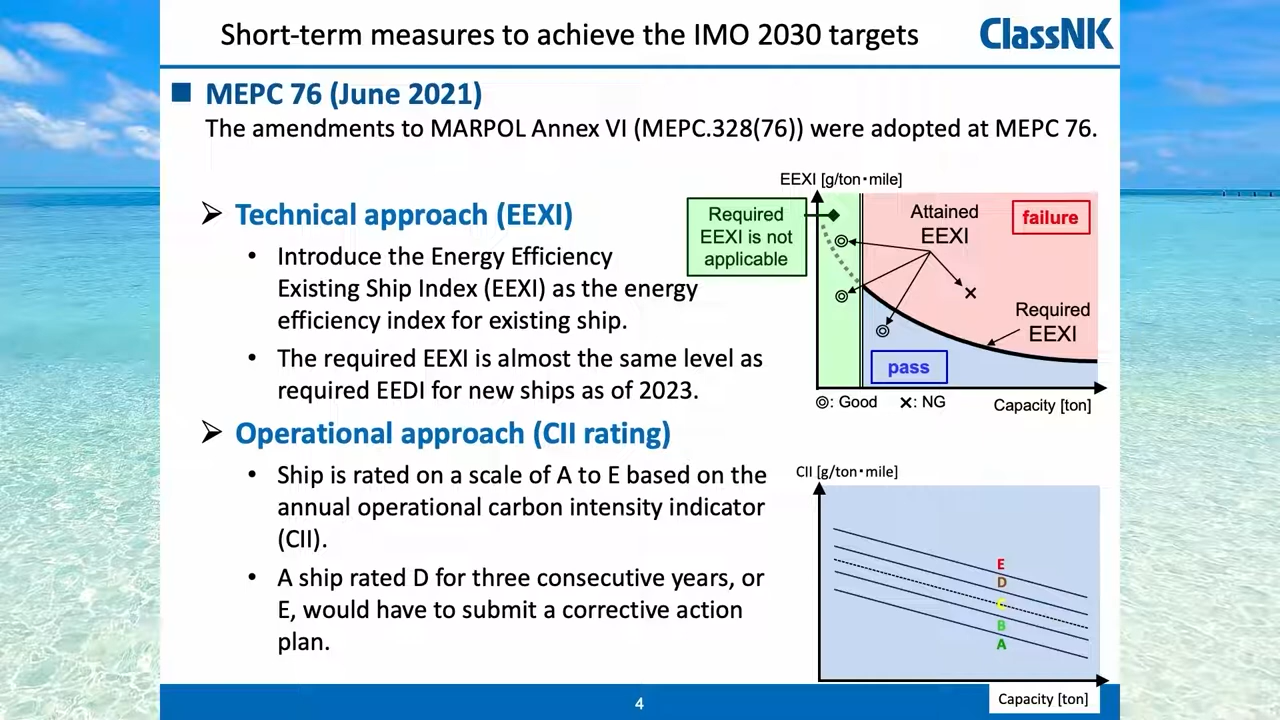 Short-term measures to achieve the IMO 2030 targets
ClassNK
MEPC 76 (June 2021)
The amendments to MARPOL Annex VI (MEPC.328(76)) were adopted at MEPC 76.
Technical approach (EEXI)
• Introduce the Energy Efficiency
Existing Ship Index (EEXI) as the energy
efficiency index for existing ship.
• The required EEXI is almost the same level as
required EEDI for new ships as of 2023.
EEXI [g/ton・mile]
Required
EEXI is not
applicable
Attained
EEXI
failure
Required
EEXI
pass
◎: Good
×: NG
Capacity [ton]
Operational approach (CII rating)
• Ship is rated on a scale of A to E based on the
annual operational carbon intensity indicator
(CII).
• A ship rated D for three consecutive years, or
E, would have to submit a corrective action
plan.
CII [g/ton・mile]
E
D
C
B
A
Capacity [ton]
4